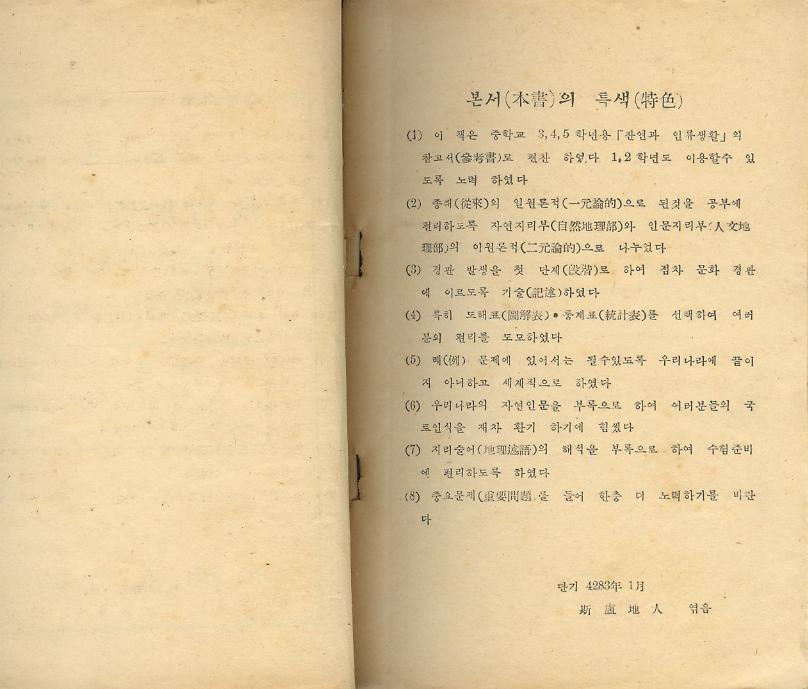 본서(本書)의 특색(特色)
(1) 이 책은 중학교 3,4,5 학년용 「잔연과 인류생활」의
참고서(參考書)로 편찬 하였다 1,2 학년도 이용할수 있
도록 노력 하였다
(2) 종래(從來)의 일원론적(一元論的)으로 된것을 공부에
편리하도록 자연지리부(自然地理部)와 인문지리부(人文地
理部)의 이원론적(二元論的)으로 나누었다
(3) 경관 발생을 첫 단계(段階)로 하여 점차 문화 경관
에 이르도록 기술(記述)하였다
(4) 특히 도해표(圖解表)•통계표(統計表)를 선택하여 여러
분의 편리를 도모하였다
(5) 례(例) 문제에 있어서는 될수있도록 우리나라에 끝이
지 아니하고 세계적으로 하였다
(6) 우리나라의 자연인문을 부록으로 하여 여러분들의 국
토인식을 재차 환기 하기에 힘썼다
(7) 지리술어(地理述語)의 해석을 부록으로 하여 수험준비
에 편리하도록 하였다
(8) 중요문제(重要問題)를 들어 한층 더 노력하기를 바란
다
단기 4283年 1月
斯盧地人 엮음